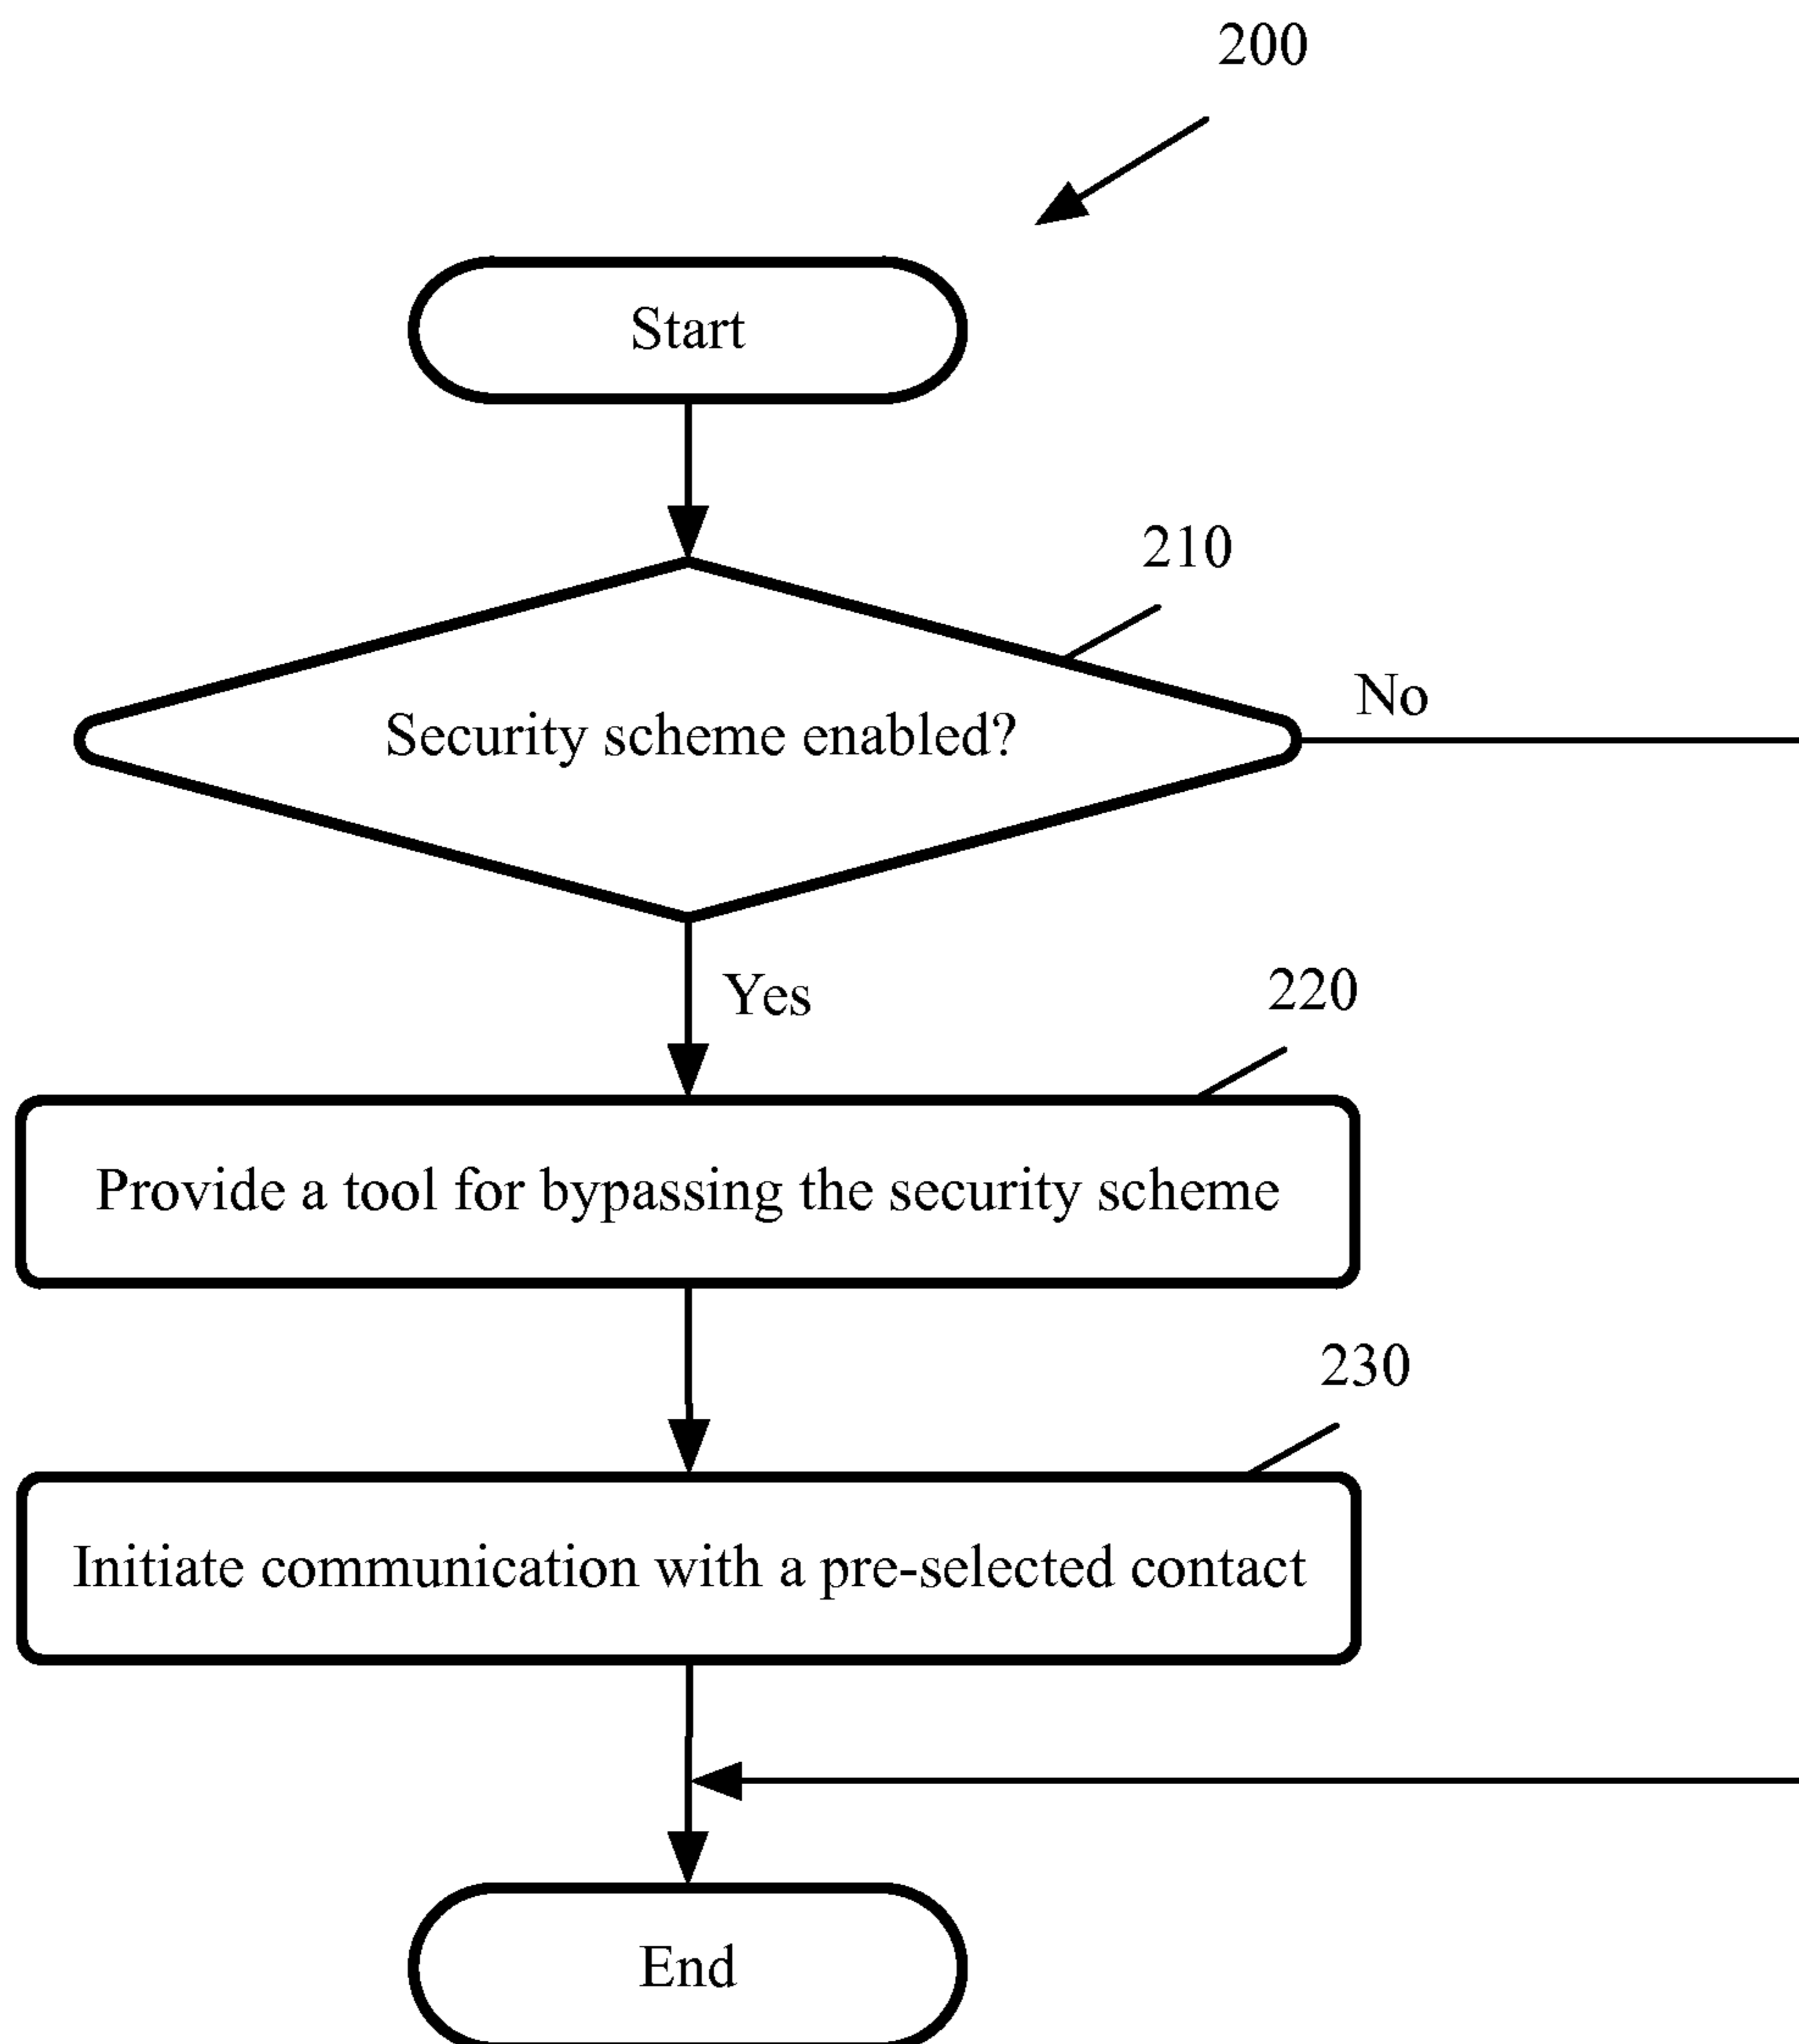 200
Start
210
Security scheme enabled?
No
Yes
220
Provide a tool for bypassing the security scheme
230
Initiate communication with a pre-selected contact
End